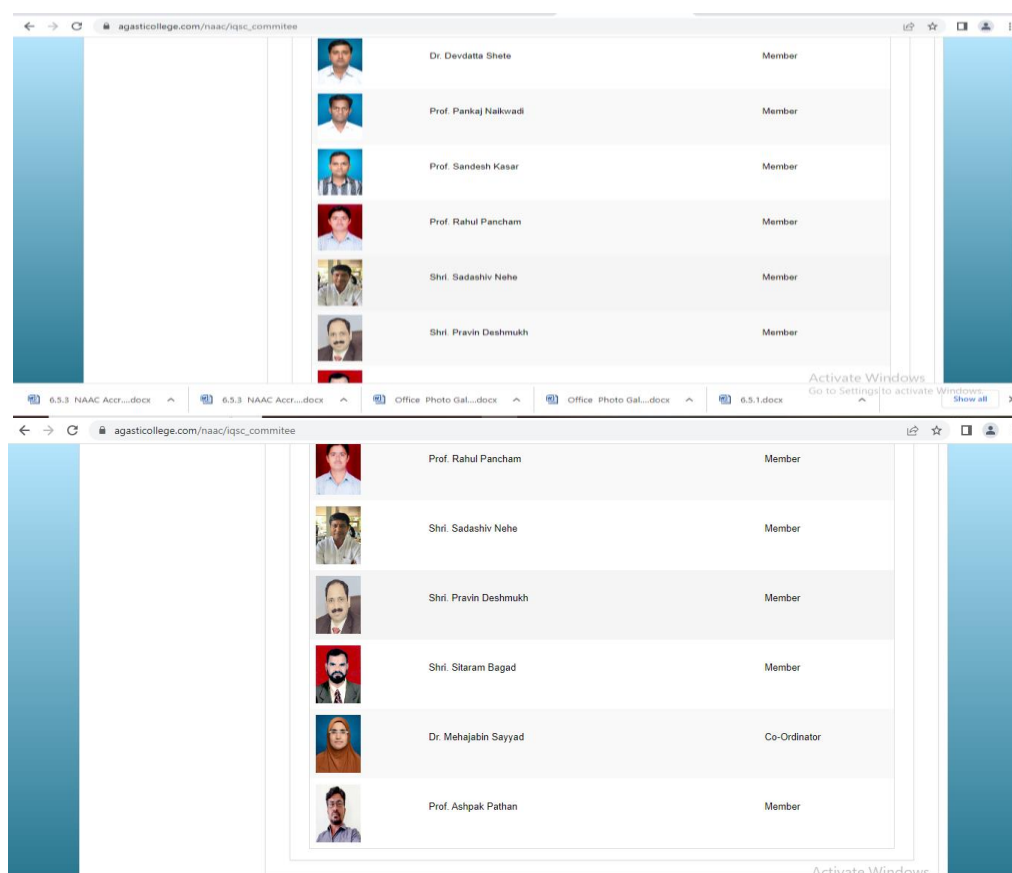 agasticollege.com/naac/iqsc_commitee
Dr. Devdatta Shete Member
Prof. Pankaj Naikwadi Member
Prof. Sandesh Kasar Member
Prof. Rahul Pancham Member
Shri. Sadashiv Nehe Member
Shri. Pravin Deshmukh Member
Activate Windows
Go to Settings to activate Windows.
6.5.3 NAAC Accr....docx 6.5.3 NAAC Accr....docx Office Photo Gal....docx Office Photo Gal....docx 6.5.1.docx Show all
agasticollege.com/naac/iqsc_commitee
Prof. Rahul Pancham Member
Shri. Sadashiv Nehe Member
Shri. Pravin Deshmukh Member
Shri. Sitaram Bagad Member
Dr. Mehajabin Sayyad Co-Ordinator
Prof. Ashpak Pathan Member
Activate Windows